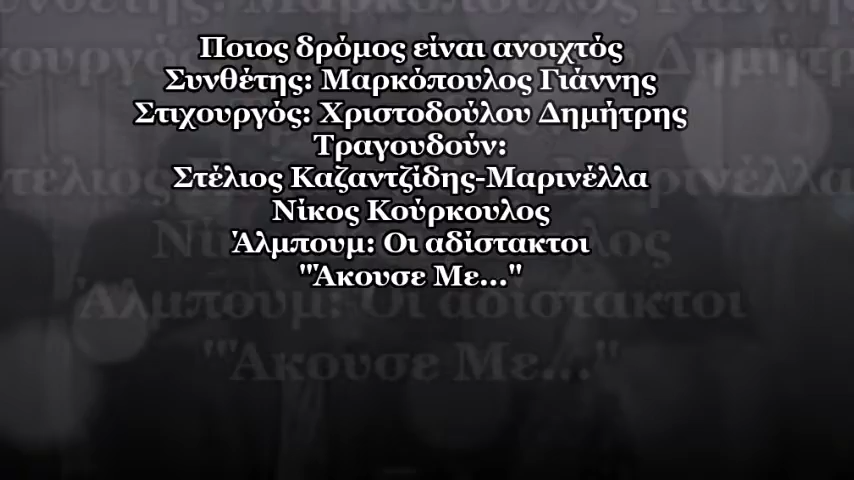 Ποιος δρόμος είναι ανοιχτός
Συνθέτης: Μαρκόπουλος Γιάννης
Στιχουργός: Χριστοδούλου Δημήτρης
Τραγουδούν:
Στέλιος Καζαντζίδης-Μαρινέλλα
Νίκος Κούρκουλος
Άλμπουμ: Οι αδίστακτοι
"Άκουσε Με..."